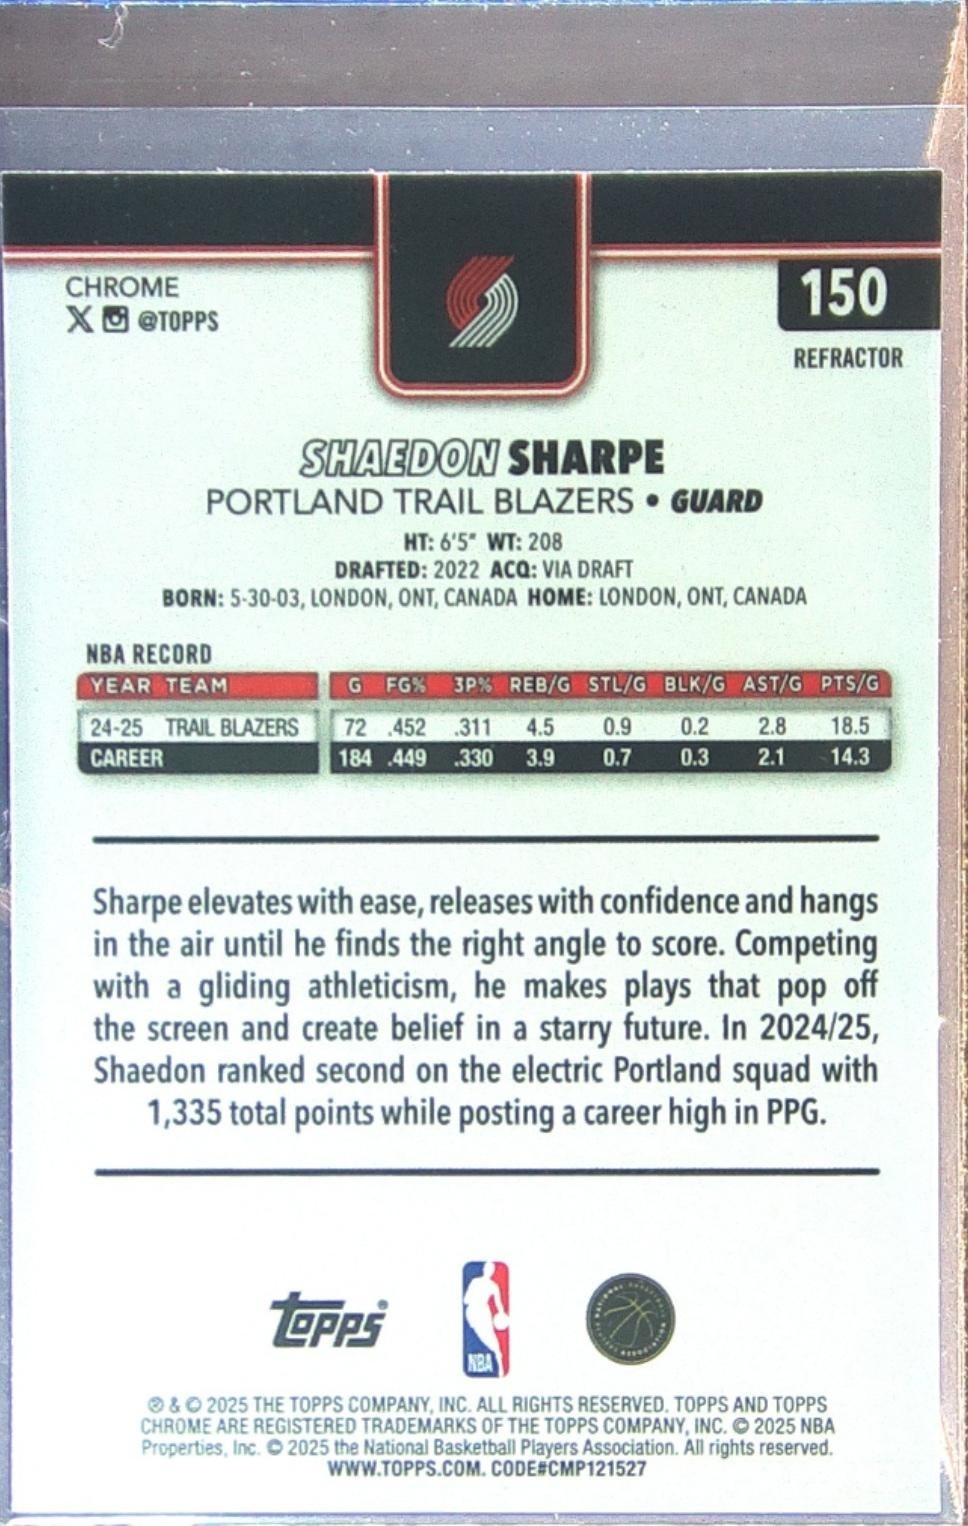 CHROME
X @TOPPS
150
REFRACTOR
SHAEDON SHARPE
PORTLAND TRAIL BLAZERS • GUARD
HT: 6'5" WT: 208
DRAFTED: 2022 ACQ: VIA DRAFT
BORN: 5-30-03, LONDON, ONT, CANADA HOME: LONDON, ONT, CANADA
NBA RECORD
YEAR TEAM G FG% 3P% REB/G STL/G BLK/G AST/G PTS/G
24-25 TRAIL BLAZERS 72 .452 .311 4.5 0.9 0.2 2.8 18.5
CAREER 184 .449 .330 3.9 0.7 0.3 2.1 14.3
Sharpe elevates with ease, releases with confidence and hangs
in the air until he finds the right angle to score. Competing
with a gliding athleticism, he makes plays that pop off
the screen and create belief in a starry future. In 2024/25,
Shaedon ranked second on the electric Portland squad with
1,335 total points while posting a career high in PPG.
Topps®
NBA
® & © 2025 THE TOPPS COMPANY, INC. ALL RIGHTS RESERVED. TOPPS AND TOPPS
CHROME ARE REGISTERED TRADEMARKS OF THE TOPPS COMPANY, INC. © 2025 NBA
Properties, Inc. © 2025 the National Basketball Players Association. All rights reserved.
WWW.TOPPS.COM. CODE#CMP121527